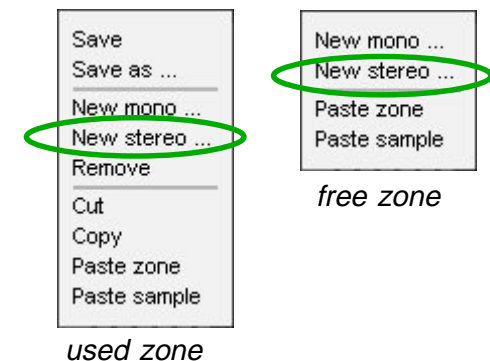 Save
Save as ...
New mono ...
New stereo ...
Remove
Cut
Copy
Paste zone
Paste sample
used zone
New mono ...
New stereo ...
Paste zone
Paste sample
free zone